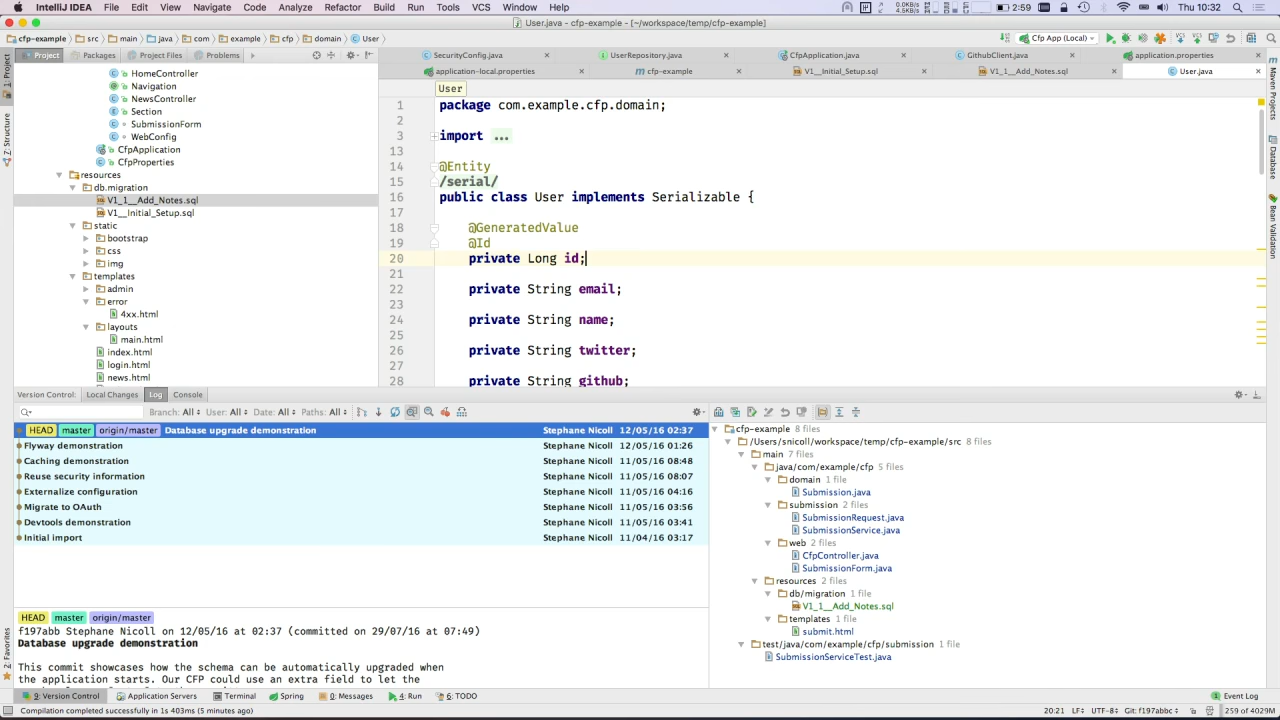 IntelliJ IDEA File Edit View Navigate Code Analyze Refactor Build Run Tools VCS Window Help 0.0KB/s 4.5KB/s 2:59 Thu 10:32
User.java - cfp-example - [~/workspace/temp/cfp-example]
cfp-example src main java com example cfp domain User Cfp App (Local)
Project Packages Project Files Problems
SecurityConfig.java UserRepository.java CfpApplication.java GithubClient.java application.properties
application-local.properties cfp-example V1__Initial_Setup.sql V1_1__Add_Notes.sql User.java
1: Project
Z: Structure
2: Favorites
Maven Projects
Database
Bean Validation
HomeController
Navigation
NewsController
Section
SubmissionForm
WebConfig
CfpApplication
CfpProperties
resources
db.migration
V1_1__Add_Notes.sql
V1__Initial_Setup.sql
static
bootstrap
css
img
templates
admin
error
4xx.html
layouts
main.html
index.html
login.html
news.html
User
1 package com.example.cfp.domain;
2
3 import ...
13
14 @Entity
15 /serial/
16 public class User implements Serializable {
17
18 @GeneratedValue
19 @Id
20 private Long id;
21
22 private String email;
23
24 private String name;
25
26 private String twitter;
27
28 private String github;
Version Control: Local Changes Log Console
Branch: All User: All Date: All Paths: All
HEAD master origin/master Database upgrade demonstration Stephane Nicoll 12/05/16 02:37
Flyway demonstration Stephane Nicoll 12/05/16 01:26
Caching demonstration Stephane Nicoll 11/05/16 08:48
Reuse security information Stephane Nicoll 11/05/16 08:07
Externalize configuration Stephane Nicoll 11/05/16 04:16
Migrate to OAuth Stephane Nicoll 11/05/16 03:56
Devtools demonstration Stephane Nicoll 11/05/16 03:41
Initial import Stephane Nicoll 11/04/16 03:17
HEAD master origin/master
f197abb Stephane Nicoll on 12/05/16 at 02:37 (committed on 29/07/16 at 07:49)
Database upgrade demonstration
This commit showcases how the schema can be automatically upgraded when
the application starts. Our CFP could use an extra field to let the
cfp-example 8 files
/Users/snicoll/workspace/temp/cfp-example/src 8 files
main 7 files
java/com/example/cfp 5 files
domain 1 file
Submission.java
submission 2 files
SubmissionRequest.java
SubmissionService.java
web 2 files
CfpController.java
SubmissionForm.java
resources 2 files
db/migration 1 file
V1_1__Add_Notes.sql
templates 1 file
submit.html
test/java/com/example/cfp/submission 1 file
SubmissionServiceTest.java
9: Version Control Application Servers Terminal Spring 0: Messages 4: Run 6: TODO Event Log
Compilation completed successfully in 1s 403ms (5 minutes ago) 20:21 LF÷ UTF-8÷ Git: f197abbc÷ 259 of 4029M